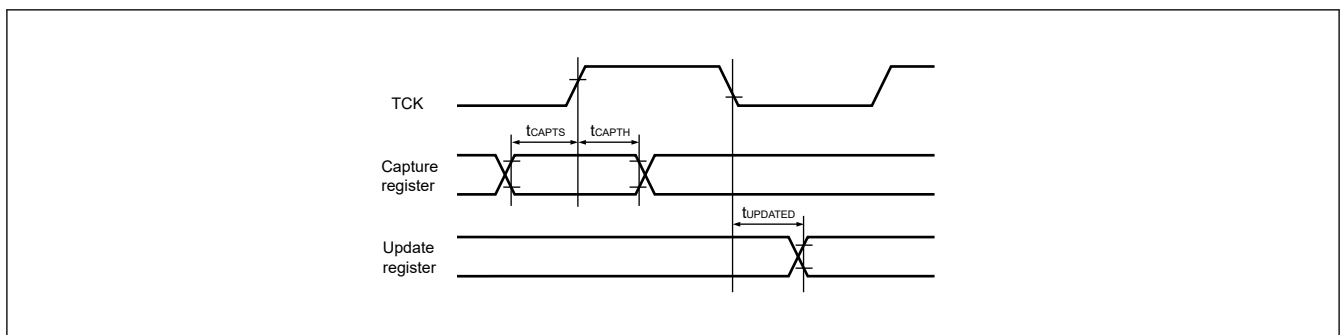 TCK
tCAPTS
tCAPTH
Capture
register
tUPDATED
Update
register